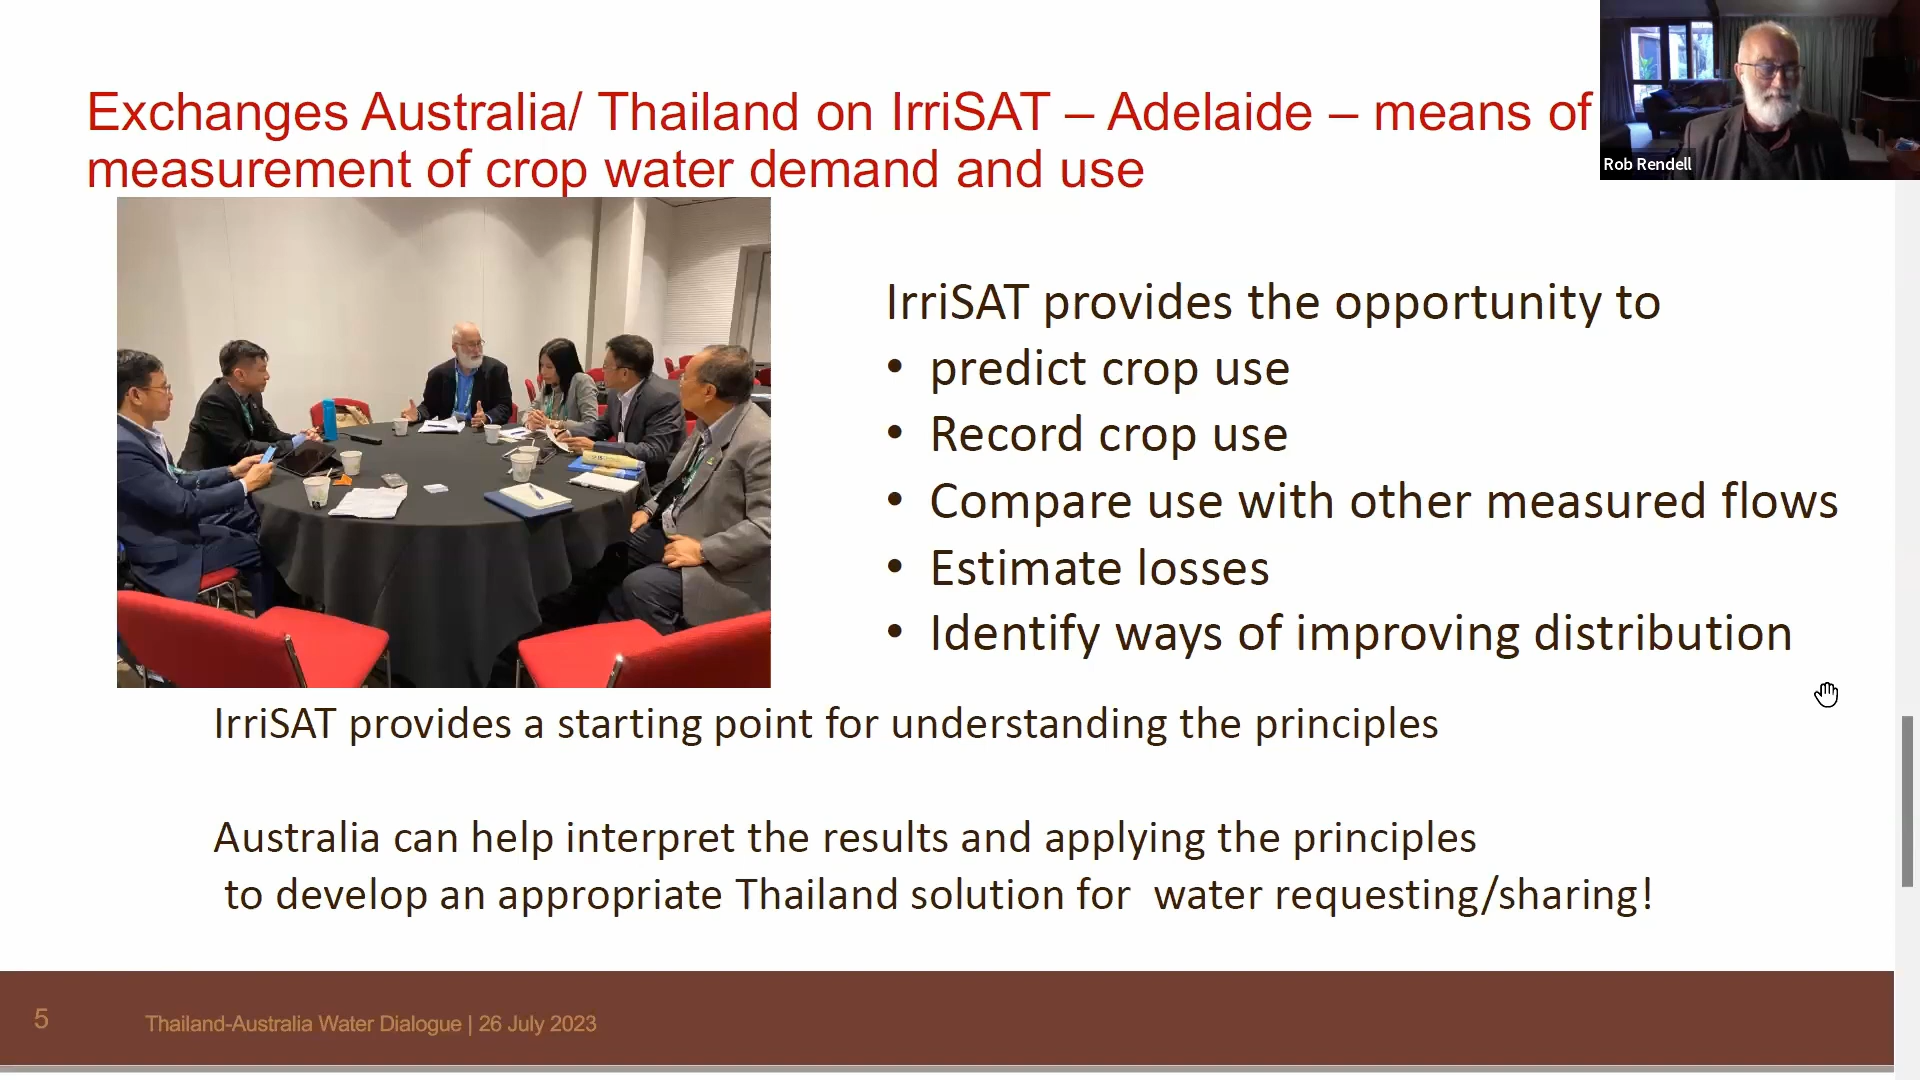 Exchanges Australia/ Thailand on IrriSAT – Adelaide – means of
measurement of crop water demand and use
Rob Rendell
IrriSAT provides the opportunity to
• predict crop use
• Record crop use
• Compare use with other measured flows
• Estimate losses
• Identify ways of improving distribution
IrriSAT provides a starting point for understanding the principles
Australia can help interpret the results and applying the principles
to develop an appropriate Thailand solution for  water requesting/sharing!
5
Thailand-Australia Water Dialogue | 26 July 2023